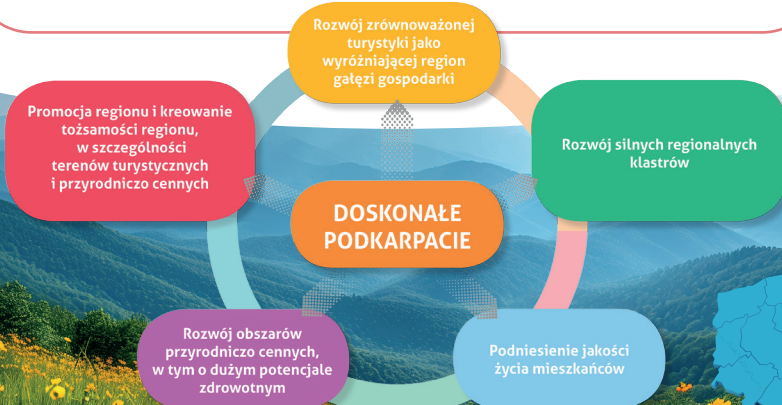 Rozwój zrównoważonej
turystyki jako
wyróżniającej region
gałęzi gospodarki
Promocja regionu i kreowanie
tożsamości regionu,
w szczególności
terenów turystycznych
i przyrodniczo cennych
Rozwój silnych regionalnych
klastrów
DOSKONAŁE
PODKARPACIE
Rozwój obszarów
przyrodniczo cennych,
w tym o dużym potencjale
zdrowotnym
Podniesienie jakości
życia mieszkańców